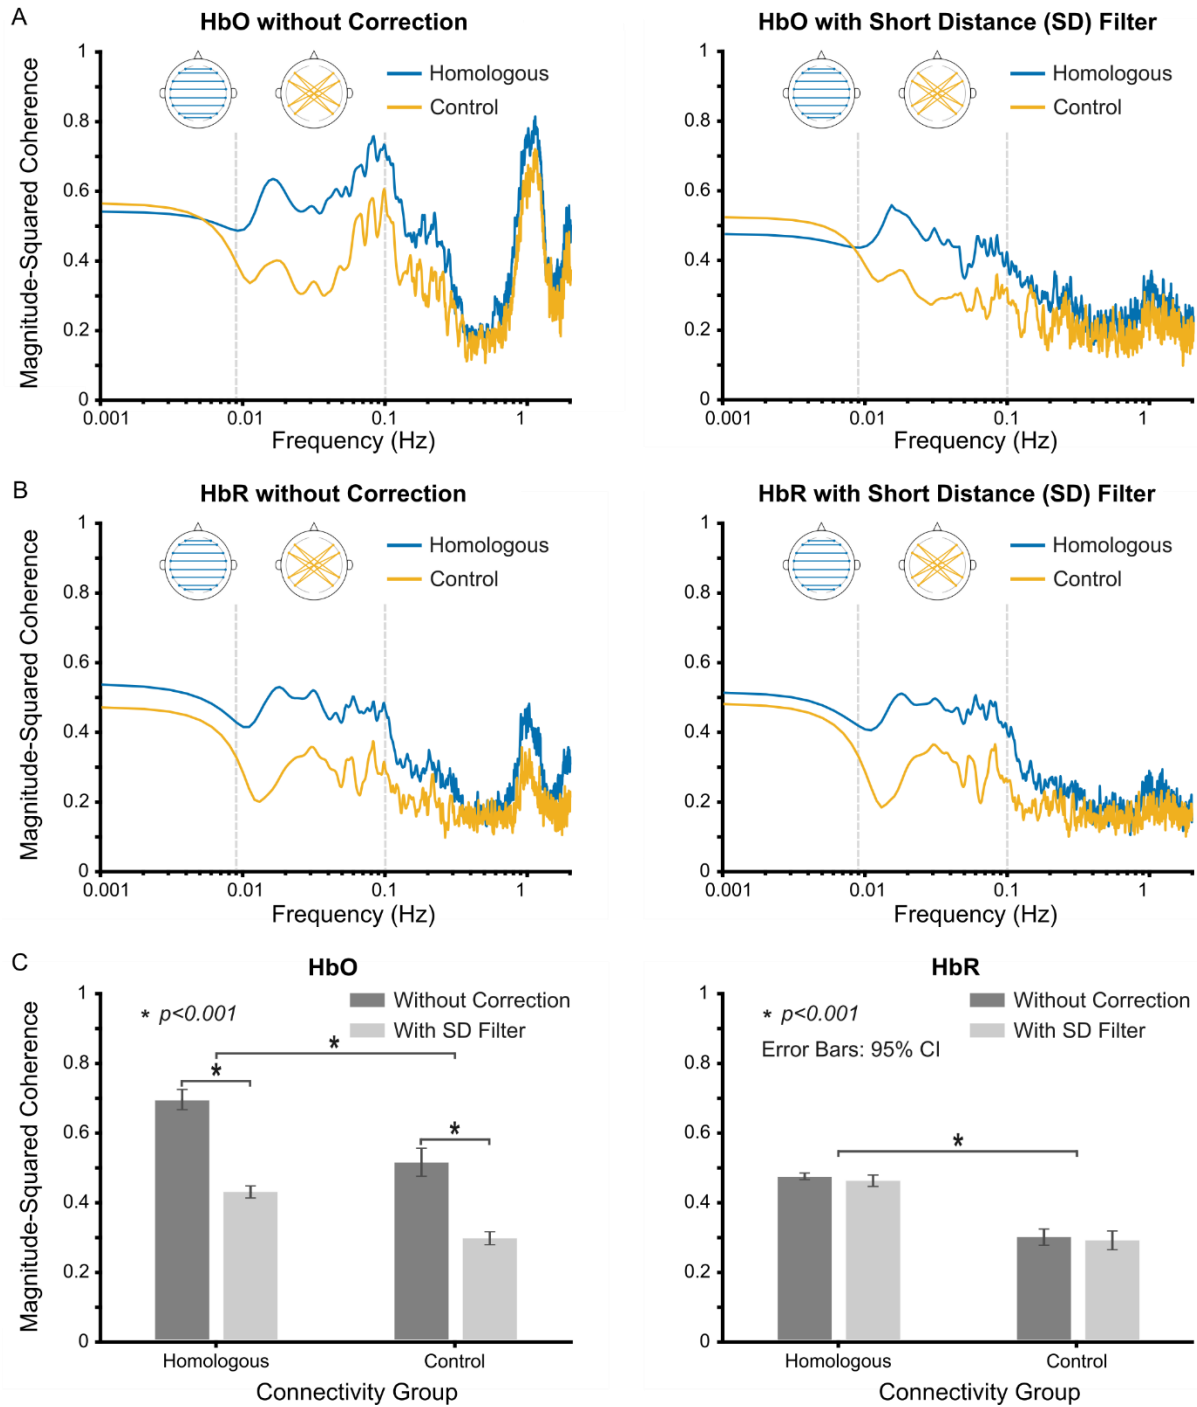 A
HbO without Correction
HbO with Short Distance (SD) Filter
Magnitude-Squared Coherence
1
0.8
0.6
0.4
0.2
0
Homologous
Control
0.001
0.01
0.1
1
Frequency (Hz)
1
0.8
0.6
0.4
0.2
0
Homologous
Control
0.001
0.01
0.1
1
Frequency (Hz)
B
HbR without Correction
HbR with Short Distance (SD) Filter
Magnitude-Squared Coherence
1
0.8
0.6
0.4
0.2
0
Homologous
Control
0.001
0.01
0.1
1
Frequency (Hz)
1
0.8
0.6
0.4
0.2
0
Homologous
Control
0.001
0.01
0.1
1
Frequency (Hz)
C
HbO
HbR
Magnitude-Squared Coherence
1
0.8
0.6
0.4
0.2
0
* p<0.001
Without Correction
With SD Filter
*
*
*
Homologous
Control
Connectivity Group
1
0.8
0.6
0.4
0.2
0
* p<0.001
Error Bars: 95% CI
Without Correction
With SD Filter
*
Homologous
Control
Connectivity Group